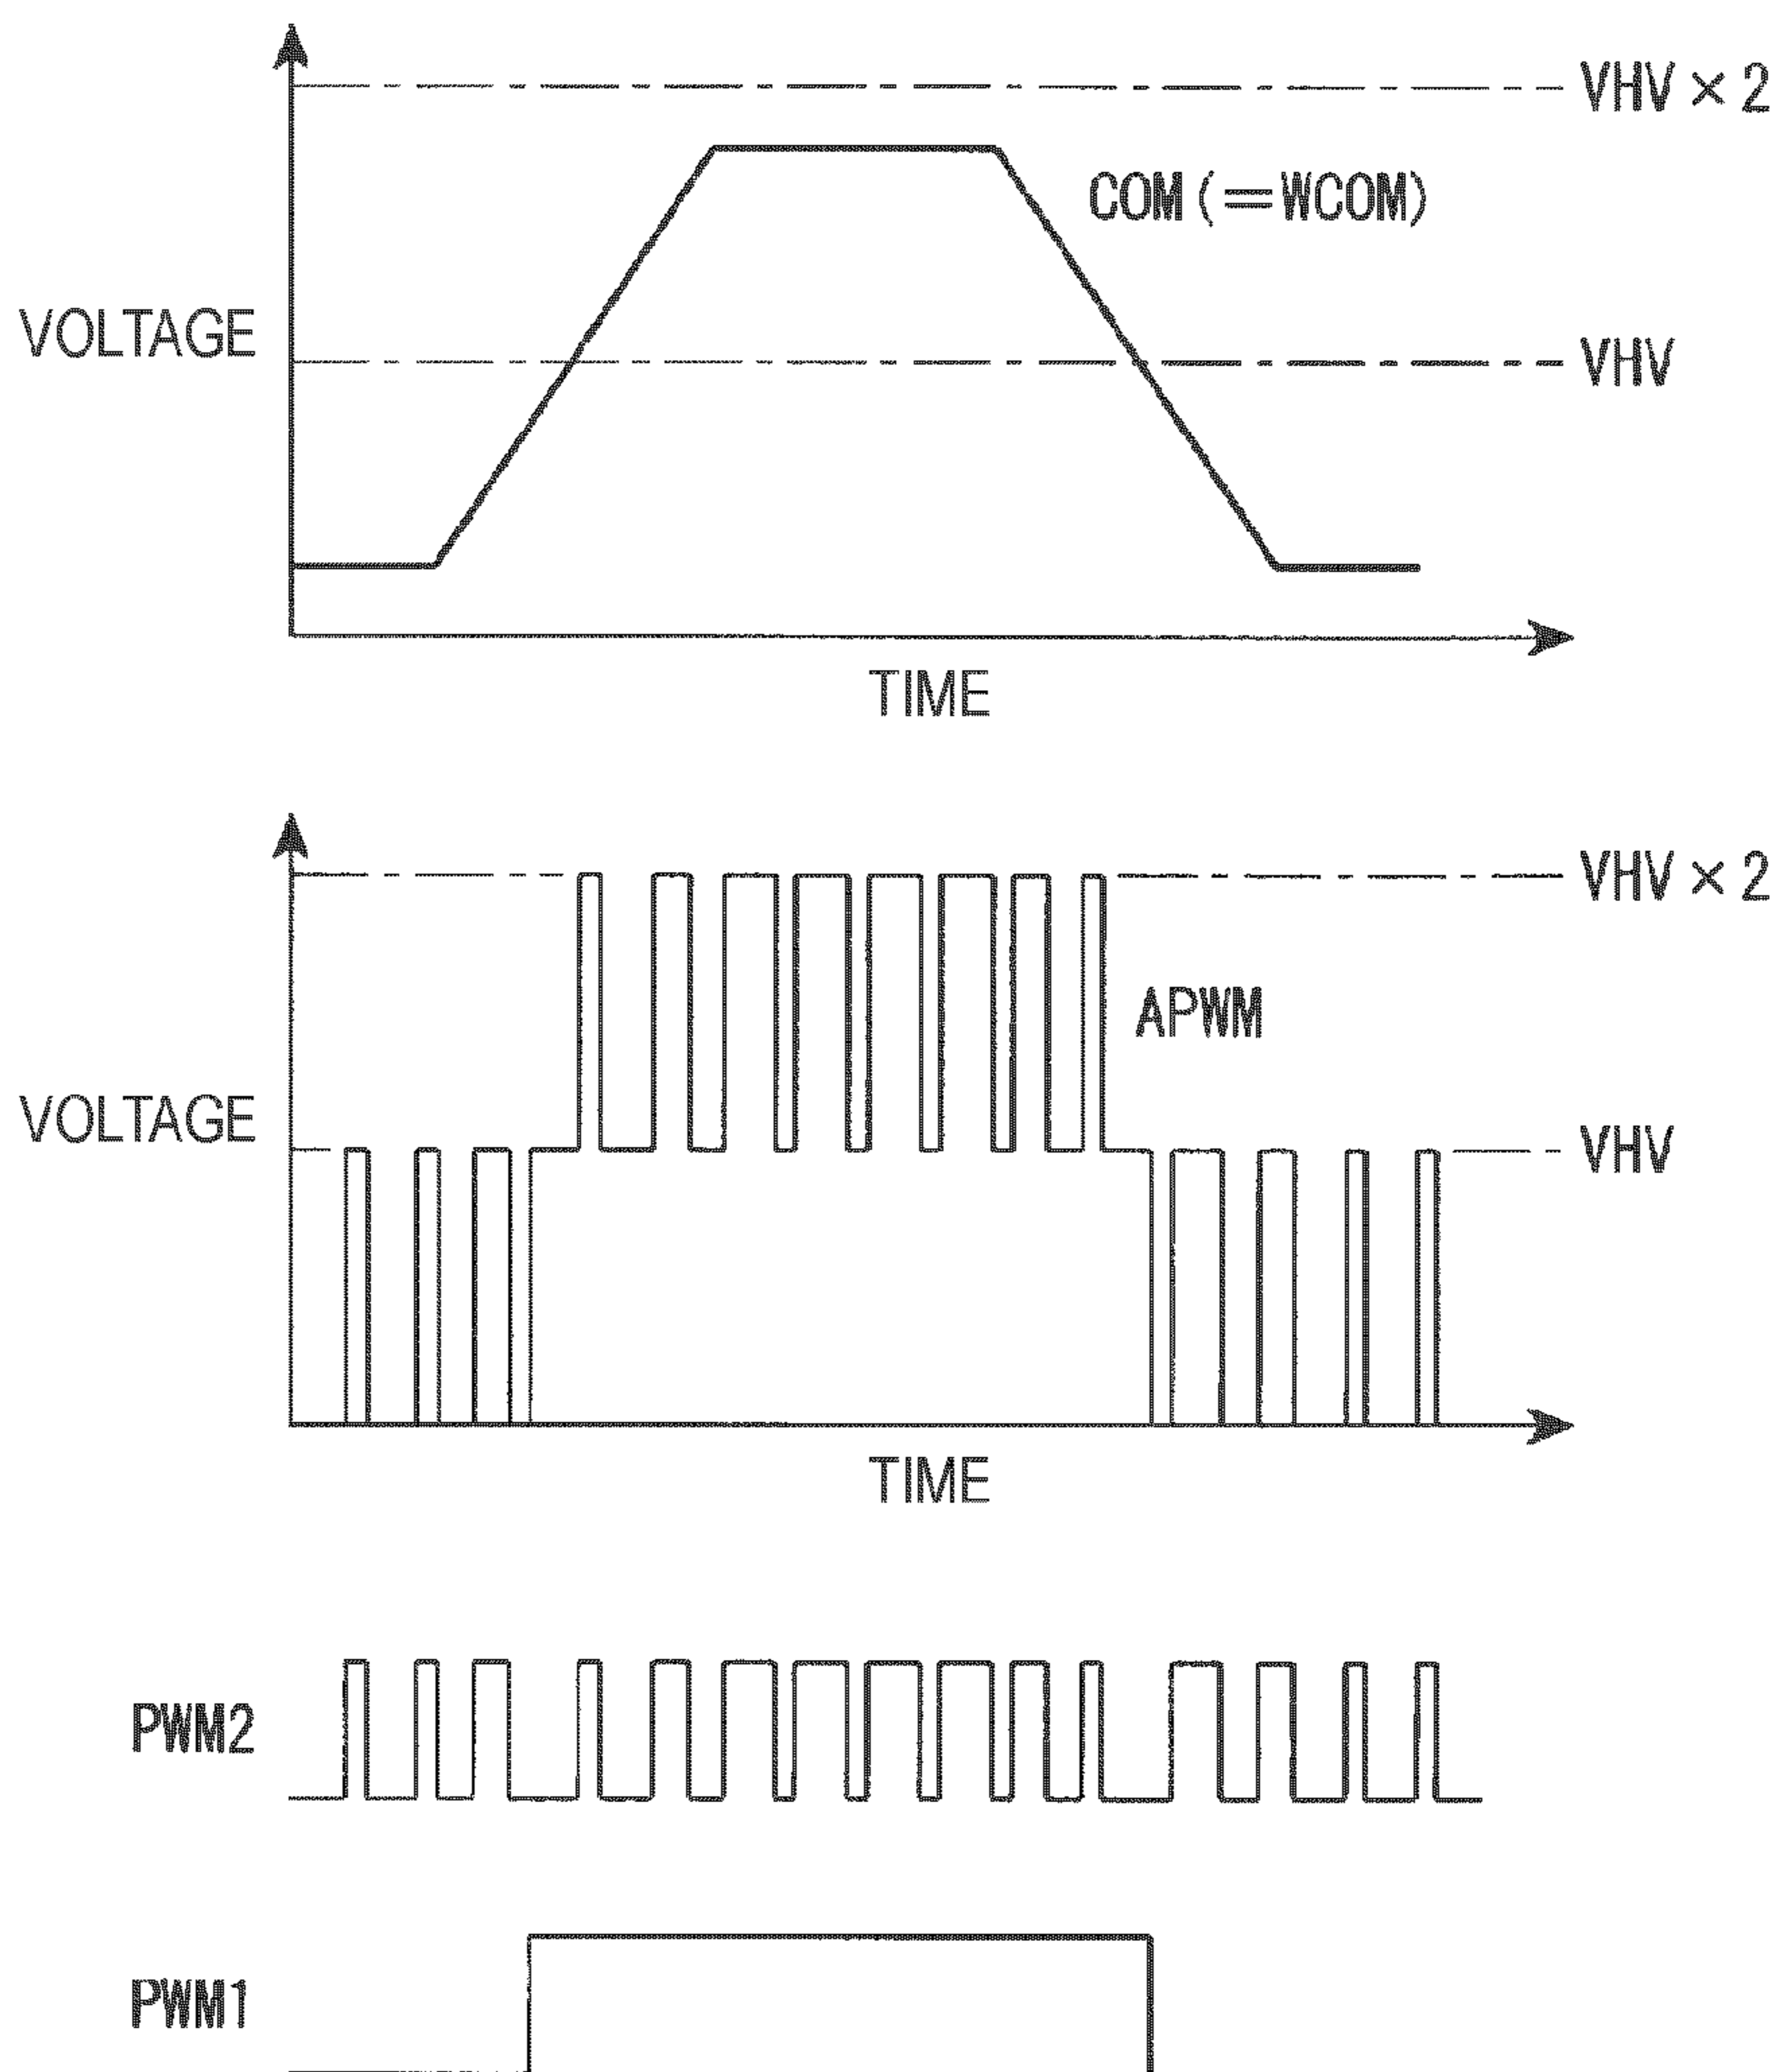 VHV × 2
COM (=WCOM)
VOLTAGE
VHV
TIME
VHV × 2
APWM
VOLTAGE
VHV
TIME
PWM2
PWM1